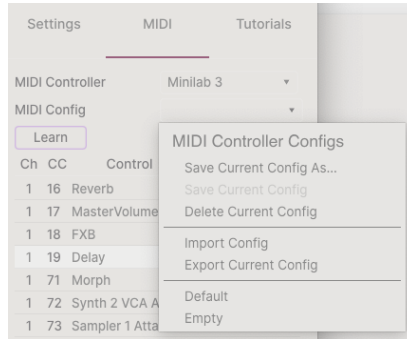 Settings MIDI Tutorials
MIDI Controller Minilab 3
MIDI Config
Learn
Ch CC Control
1 16 Reverb
1 17 MasterVolume
1 18 FXB
1 19 Delay
1 71 Morph
1 72 Synth 2 VCA A
1 73 Sampler 1 Atta
MIDI Controller Configs
Save Current Config As...
Save Current Config
Delete Current Config
Import Config
Export Current Config
Default
Empty